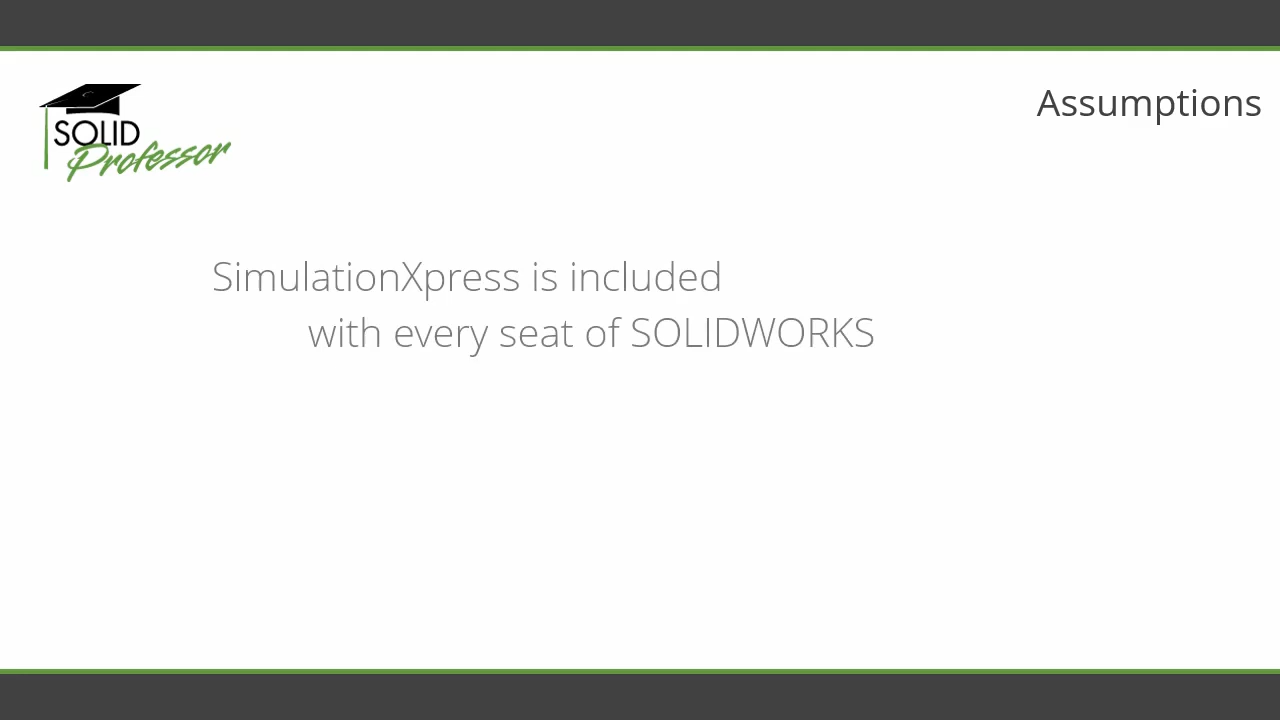 SOLID
Professor
Assumptions
SimulationXpress is included
with every seat of SOLIDWORKS